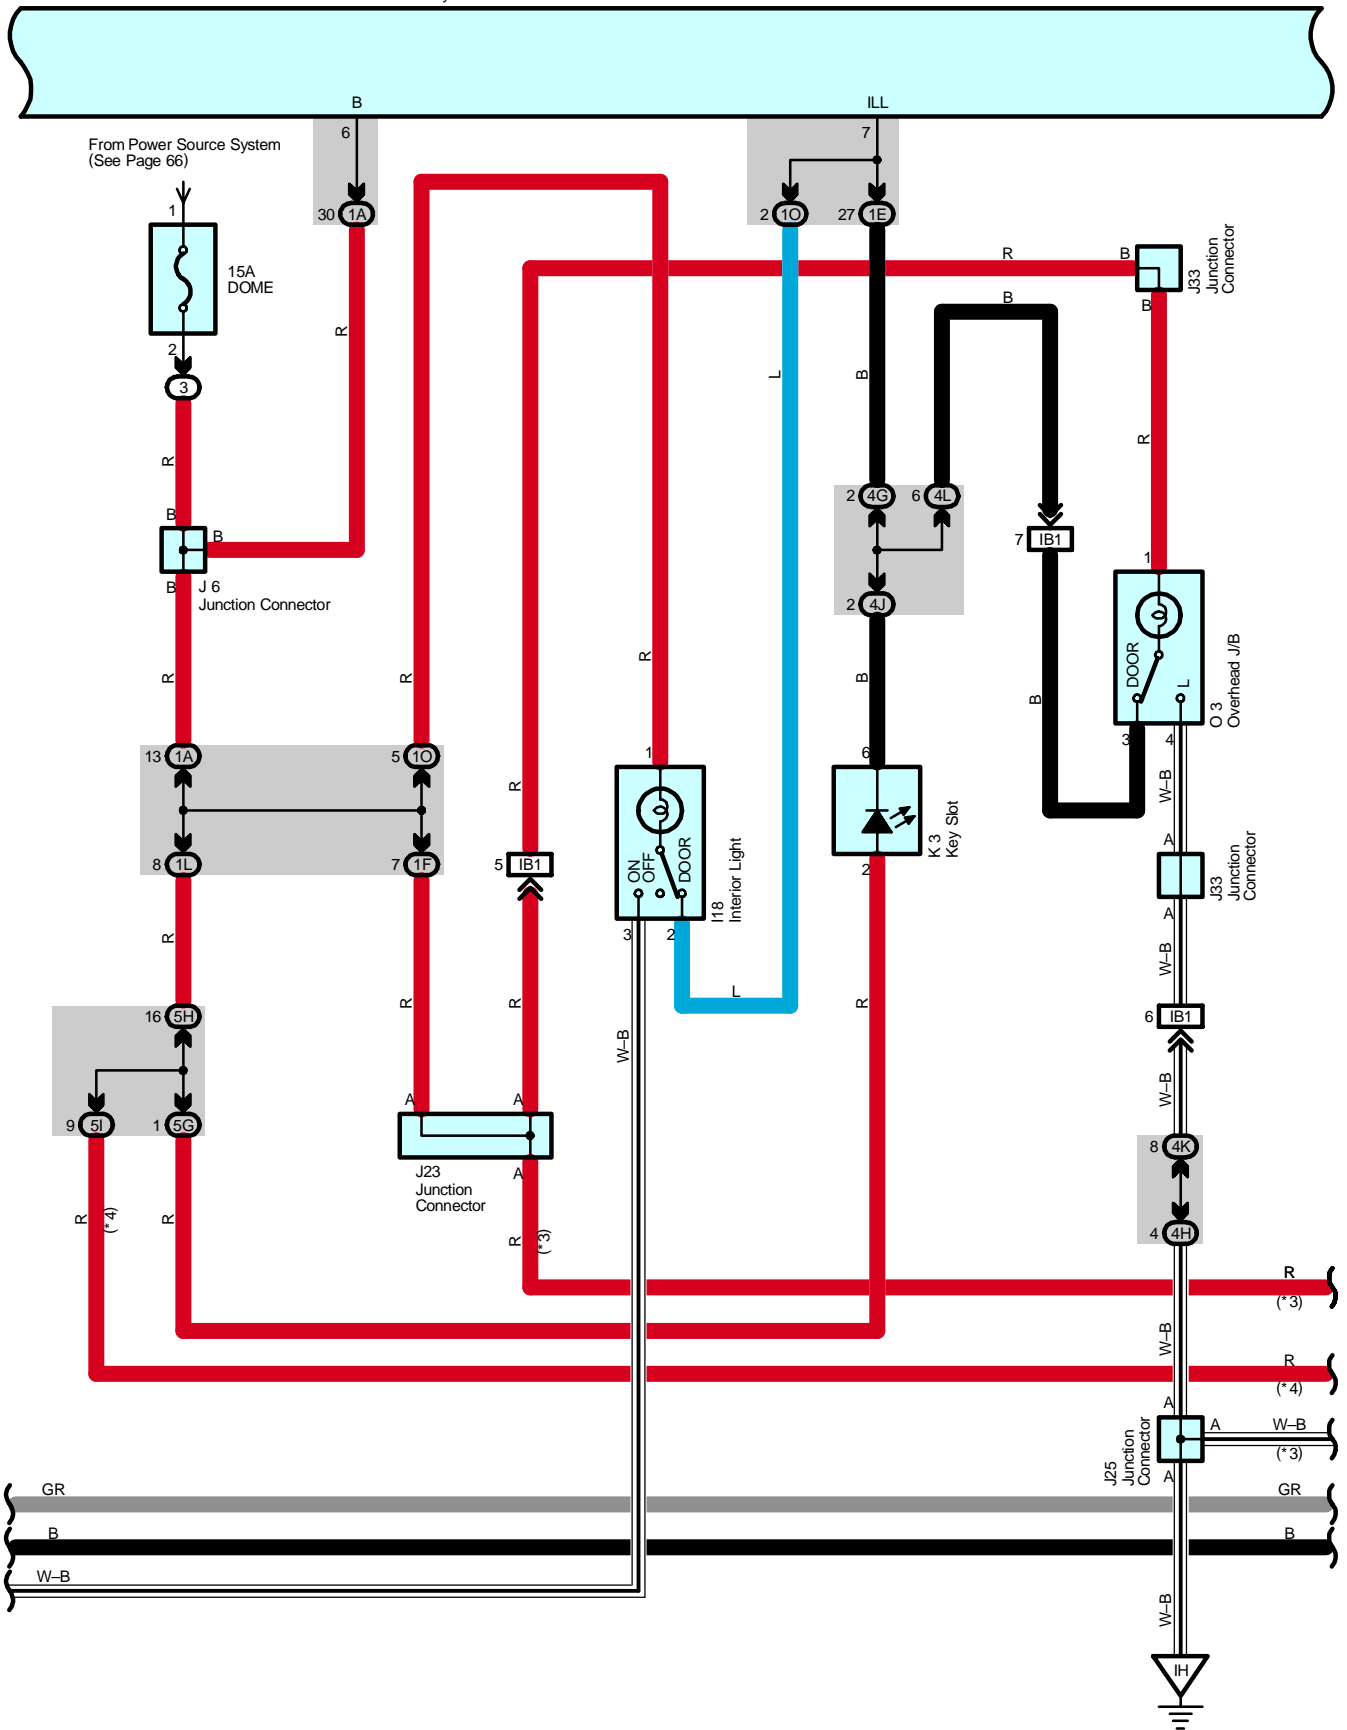 B
ILL
6
7
From Power Source System
(See Page 66)
1
30 1A
2 1O
27 1E
15A
DOME
R
B
J33
Junction
Connector
B
B
R
L
B
2
3
R
R
B
B
B
J 6
Junction Connector
2 4G
6 4L
7 IB1
1
2 4J
DOOR
L
O 3
Overhead J/B
R
R
R
B
B
3
4
13 1A
5 1O
R
1
6
W–B
8 1L
7 1F
5 IB1
ON
OFF
DOOR
I18
Interior Light
K 3
Key Slot
A
J33
Junction
Connector
A
2
3
2
R
R
R
L
R
W–B
W–B
16 5H
6 IB1
W–B
9 5I
1 5G
A
A
J23
Junction
Connector
A
8 4K
4 4H
R
(*4)
R
R
(*3)
R
(*3)
W–B
R
(*4)
A
A
W–B
(*3)
J25
Junction
Connector
A
GR
GR
B
B
W–B
W–B
IH